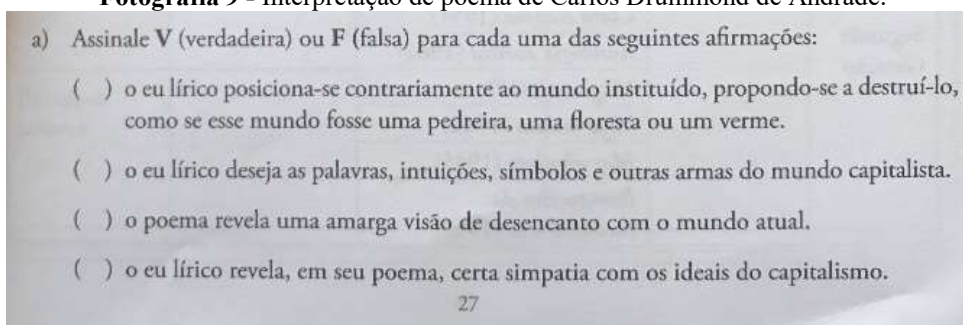 Fotografia 9 - Interpretação de poema de Carlos Drummond de Andrade.
a) Assinale V (verdadeira) ou F (falsa) para cada uma das seguintes afirmações:
( ) o eu lírico posiciona-se contrariamente ao mundo instituído, propondo-se a destruí-lo,
como se esse mundo fosse uma pedreira, uma floresta ou um verme.
( ) o eu lírico deseja as palavras, intuições, símbolos e outras armas do mundo capitalista.
( ) o poema revela uma amarga visão de desencanto com o mundo atual.
( ) o eu lírico revela, em seu poema, certa simpatia com os ideais do capitalismo.
27